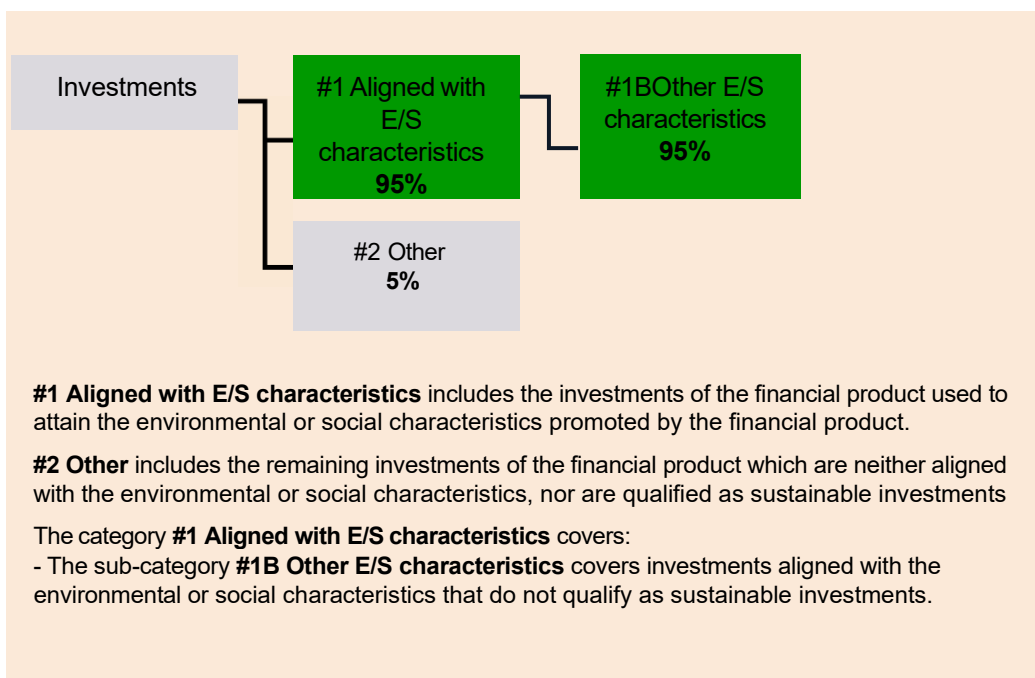 Investments
#1 Aligned with
E/S
characteristics
95%
#1BOther E/S
characteristics
95%
#2 Other
5%
#1 Aligned with E/S characteristics includes the investments of the financial product used to
attain the environmental or social characteristics promoted by the financial product.
#2 Other includes the remaining investments of the financial product which are neither aligned
with the environmental or social characteristics, nor are qualified as sustainable investments
The category #1 Aligned with E/S characteristics covers:
- The sub-category #1B Other E/S characteristics covers investments aligned with the
environmental or social characteristics that do not qualify as sustainable investments.